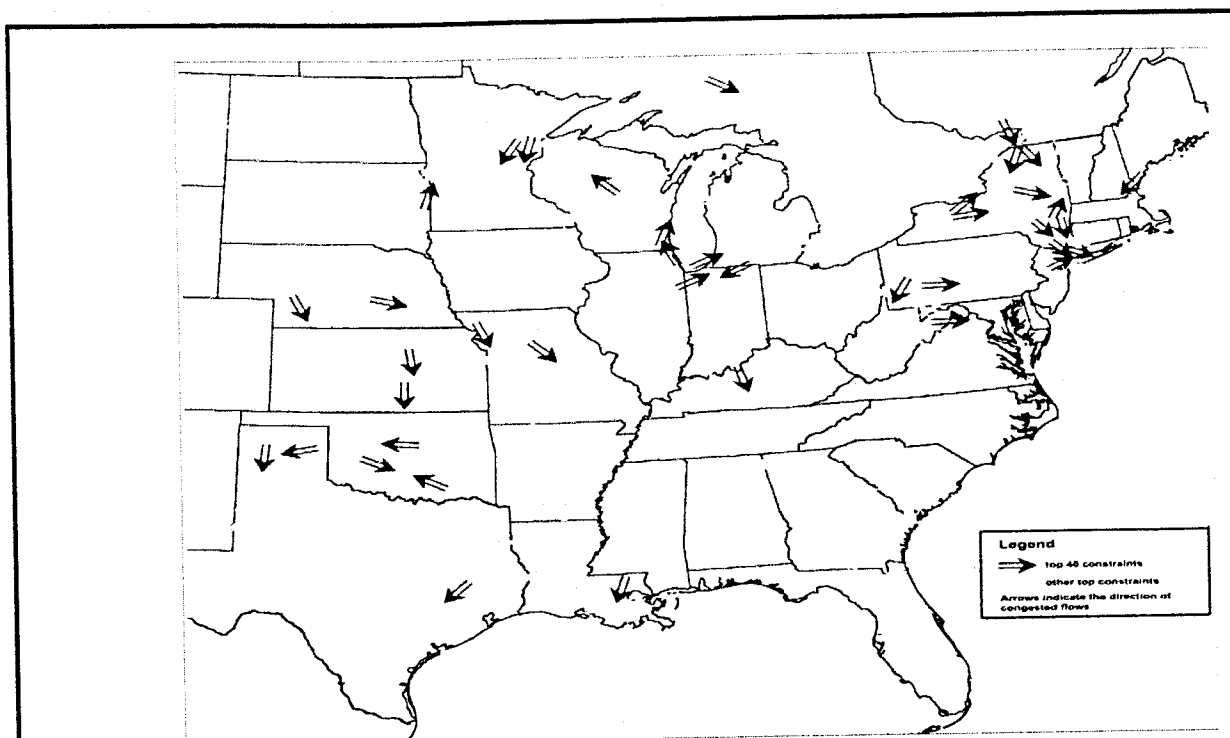 Legend
top 40 constraints
other top constraints
Arrows indicate the direction of
congested flows